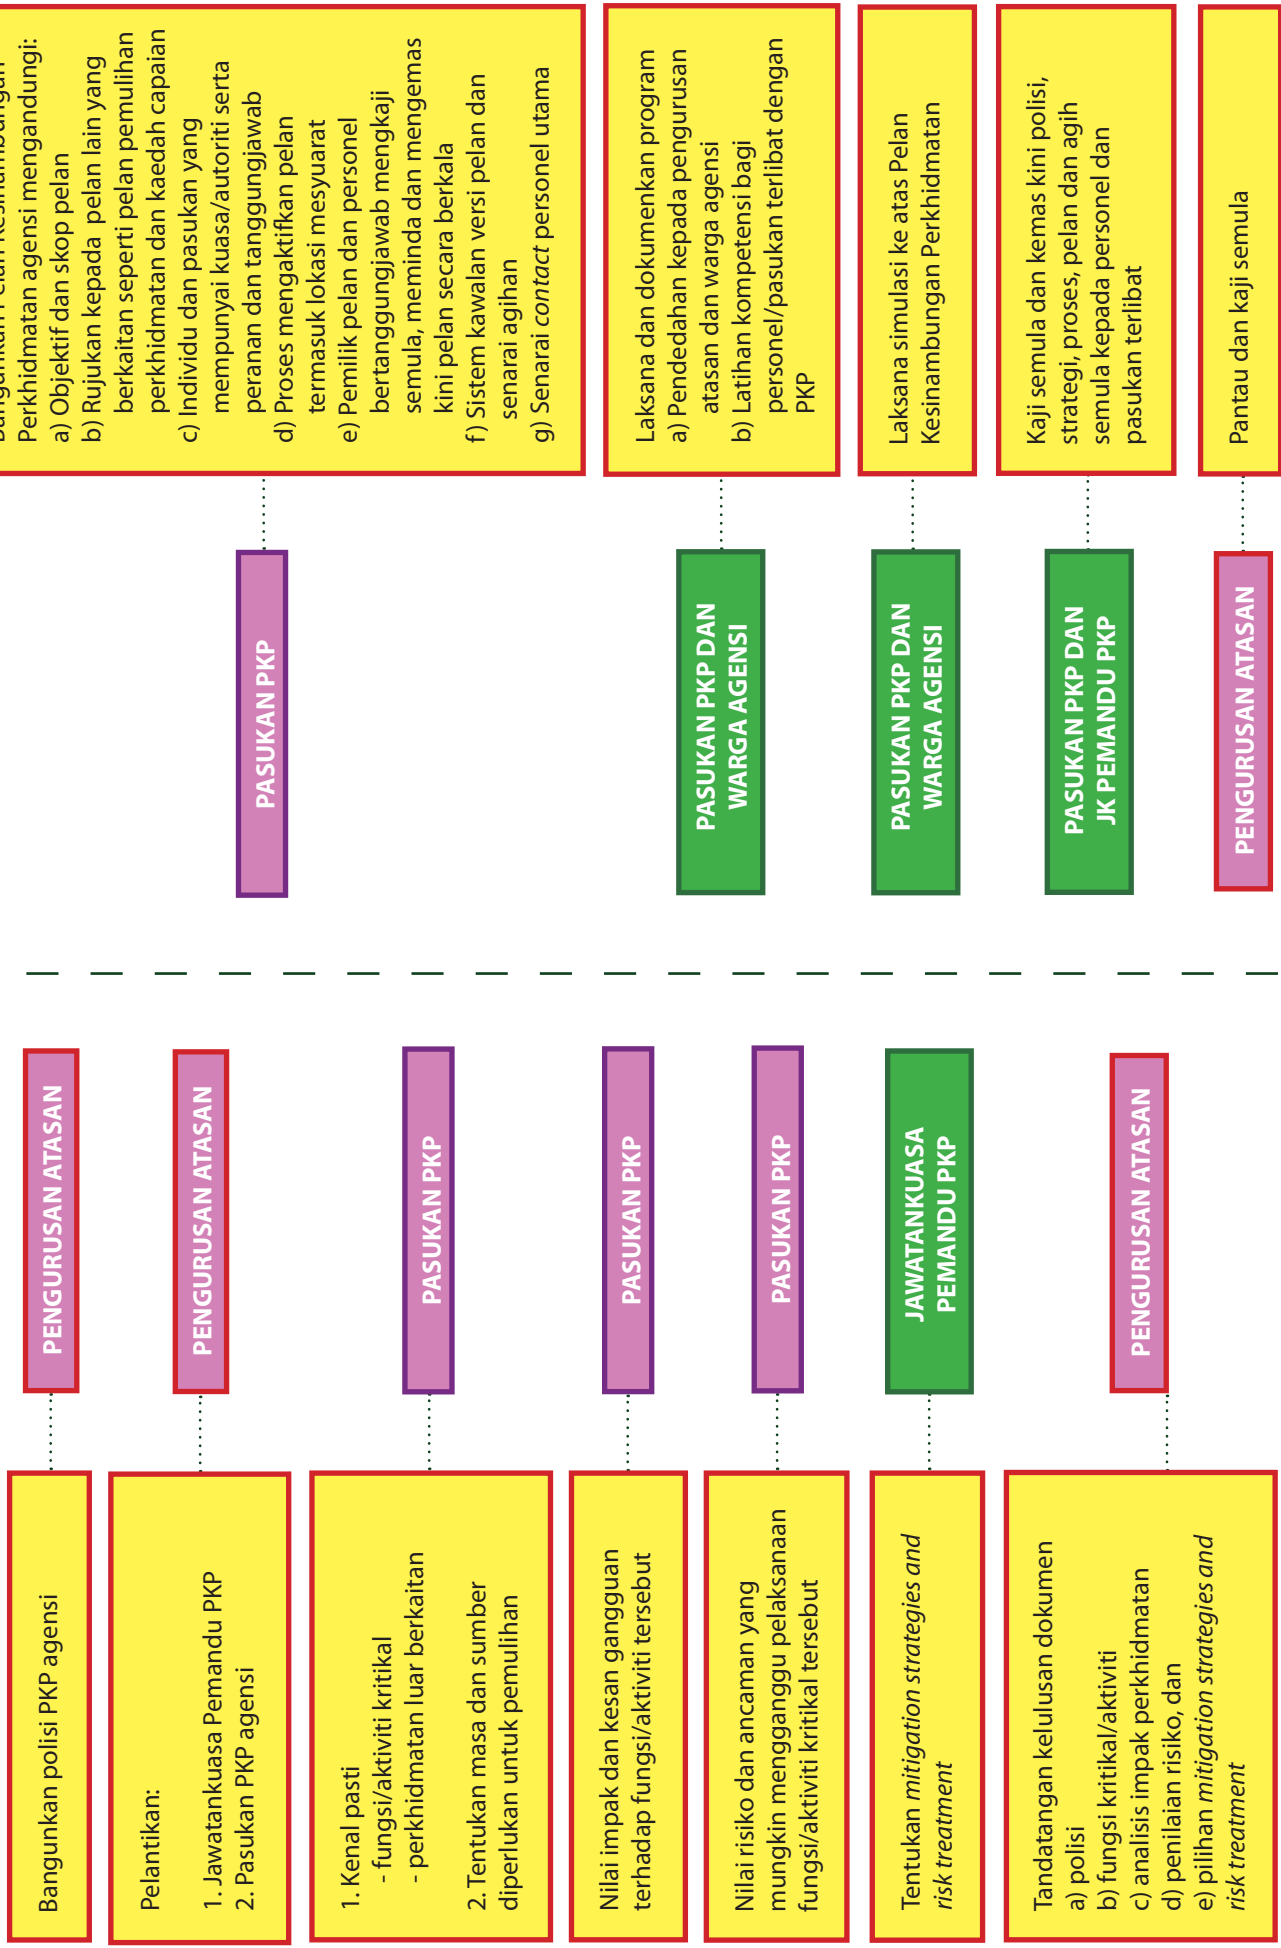 Bangunkan polisi PKP agensi
PENGURUSAN ATASAN
Pelantikan:
1. Jawatankuasa Pemandu PKP
2. Pasukan PKP agensi
PENGURUSAN ATASAN
1. Kenal pasti
- fungsi/aktiviti kritikal
- perkhidmatan luar berkaitan
2. Tentukan masa dan sumber
diperlukan untuk pemulihan
PASUKAN PKP
Nilai impak dan kesan gangguan
terhadap fungsi/aktiviti tersebut
PASUKAN PKP
Nilai risiko dan ancaman yang
mungkin mengganggu pelaksanaan
fungsi/aktiviti kritikal tersebut
PASUKAN PKP
Tentukan mitigation strategies and
risk treatment
JAWATANKUASA
PEMANDU PKP
Tandatangan kelulusan dokumen
a) polisi
b) fungsi kritikal/aktiviti
c) analisis impak perkhidmatan
d) penilaian risiko, dan
e) pilihan mitigation strategies and
risk treatment
PENGURUSAN ATASAN
PASUKAN PKP
Bangunkan Pelan Kesinambungan
Perkhidmatan agensi mengandungi:
a) Objektif dan skop pelan
b) Rujukan kepada pelan lain yang
berkaitan seperti pelan pemulihan
perkhidmatan dan kaedah capaian
c) Individu dan pasukan yang
mempunyai kuasa/autoriti serta
peranan dan tanggungjawab
d) Proses mengaktifkan pelan
termasuk lokasi mesyuarat
e) Pemilik pelan dan personel
bertanggungjawab mengkaji
semula, meminda dan mengemas
kini pelan secara berkala
f) Sistem kawalan versi pelan dan
senarai agihan
g) Senarai contact personel utama
PASUKAN PKP DAN
WARGA AGENSI
Laksana dan dokumenkan program
a) Pendedahan kepada pengurusan
atasan dan warga agensi
b) Latihan kompetensi bagi
personel/pasukan terlibat dengan
PKP
PASUKAN PKP DAN
WARGA AGENSI
Laksana simulasi ke atas Pelan
Kesinambungan Perkhidmatan
PASUKAN PKP DAN
JK PEMANDU PKP
Kaji semula dan kemas kini polisi,
strategi, proses, pelan dan agih
semula kepada personel dan
pasukan terlibat
PENGURUSAN ATASAN
Pantau dan kaji semula